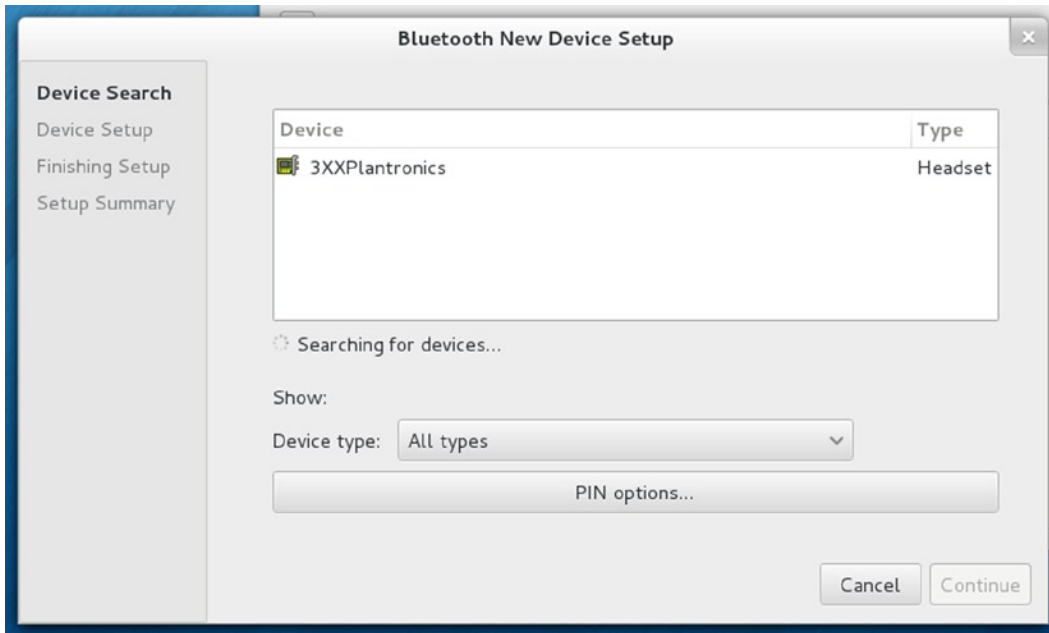 Bluetooth New Device Setup
Device Search
Device Setup
Finishing Setup
Setup Summary
Device Type
3XXPlantronics Headset
Searching for devices...
Show:
Device type: All types
PIN options...
Cancel Continue